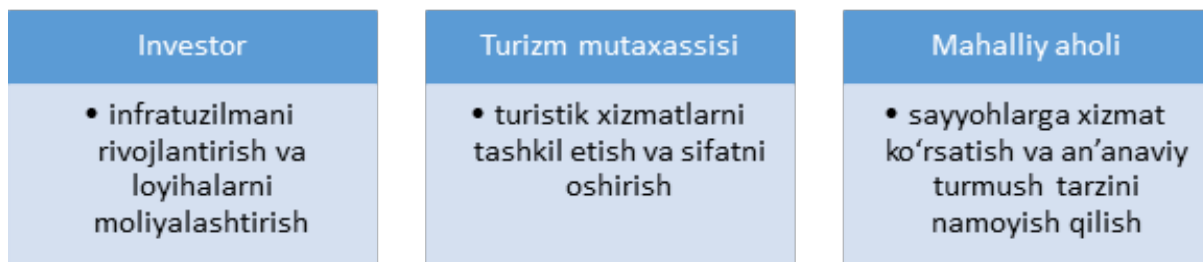 Investor
• infratuzilmani
rivojlantirish va
loyihalarni
moliyalashtirish
Turizm mutaxassisi
• turistik xizmatlarni
tashkil etish va sifatni
oshirish
Mahalliy aholi
• sayyohlarga xizmat
ko‘rsatish va an’anaviy
turmush tarzini
namoyish qilish